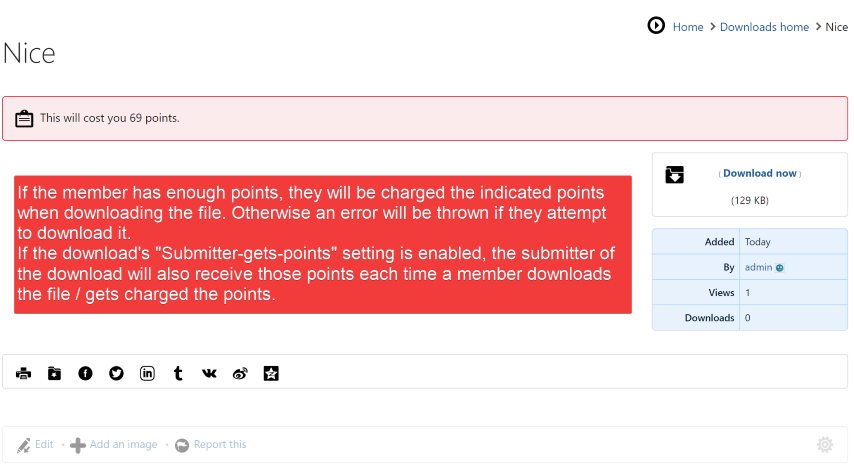 Home > Downloads home > Nice
Nice
This will cost you 69 points.
If the member has enough points, they will be charged the indicated points
when downloading the file. Otherwise an error will be thrown if they attempt
to download it.
If the download's "Submitter-gets-points" setting is enabled, the submitter of
the download will also receive those points each time a member downloads
the file / gets charged the points.
( Download now )
(129 KB)
Added Today
By admin
Views 1
Downloads 0
Edit · Add an image · Report this